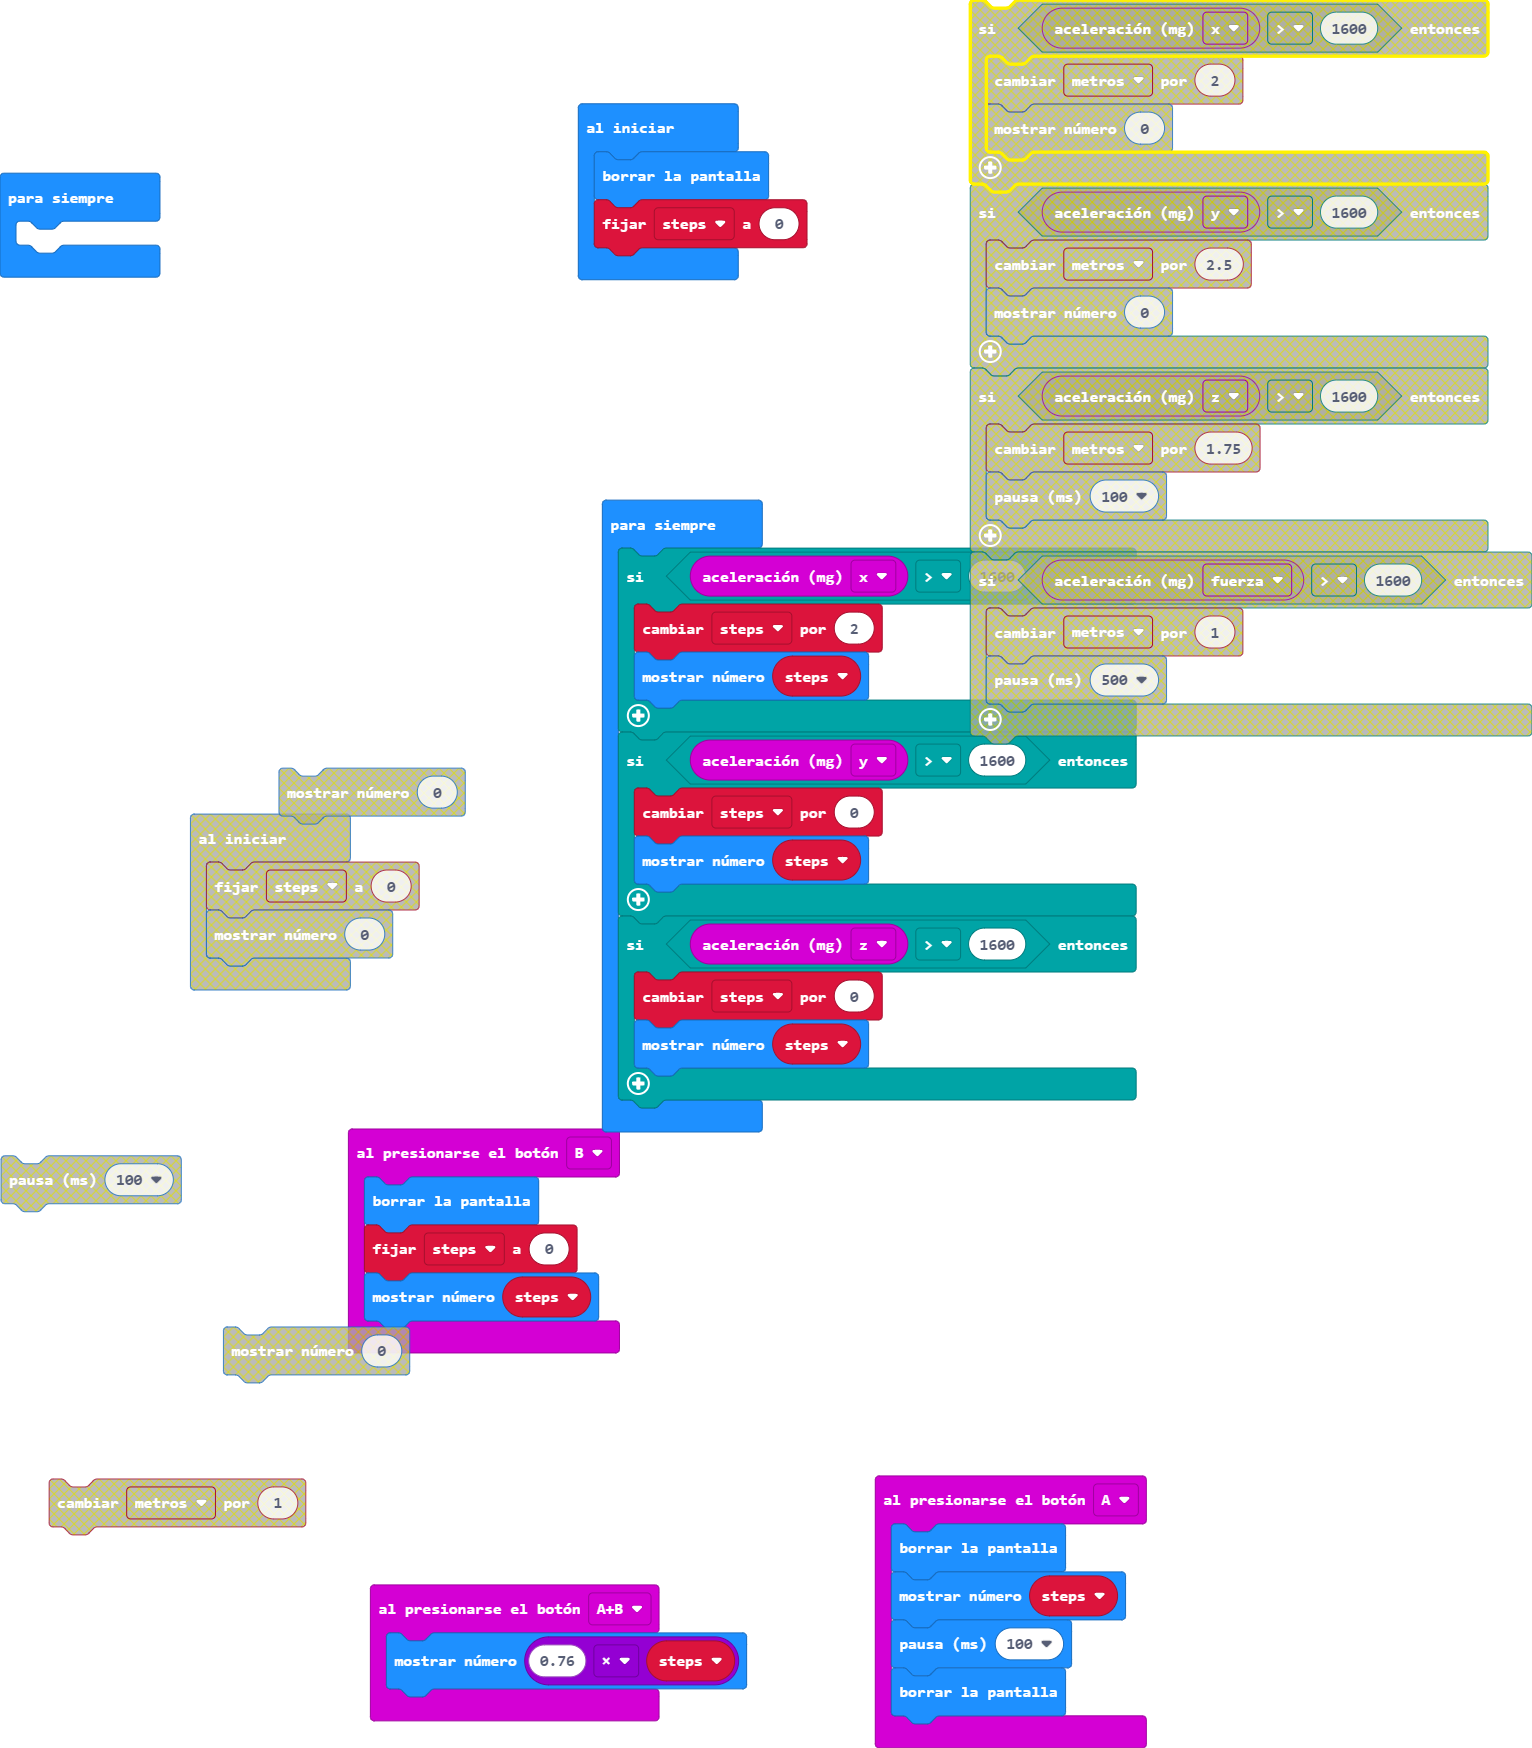 para siempre
al iniciar
borrar la pantalla
fijar steps a 0
si aceleración (mg) x > 1600 entonces
cambiar metros por 2
mostrar número 0
si aceleración (mg) y > 1600 entonces
cambiar metros por 2.5
mostrar número 0
si aceleración (mg) z > 1600 entonces
cambiar metros por 1.75
pausa (ms) 100
si aceleración (mg) fuerza > 1600 entonces
cambiar metros por 1
pausa (ms) 500
para siempre
si aceleración (mg) x > 1600
cambiar steps por 2
mostrar número steps
si aceleración (mg) y > 1600 entonces
cambiar steps por 0
mostrar número steps
si aceleración (mg) z > 1600 entonces
cambiar steps por 0
mostrar número steps
mostrar número 0
al iniciar
fijar steps a 0
mostrar número 0
pausa (ms) 100
al presionarse el botón B
borrar la pantalla
fijar steps a 0
mostrar número steps
mostrar número 0
cambiar metros por 1
al presionarse el botón A+B
mostrar número 0.76 × steps
al presionarse el botón A
borrar la pantalla
mostrar número steps
pausa (ms) 100
borrar la pantalla